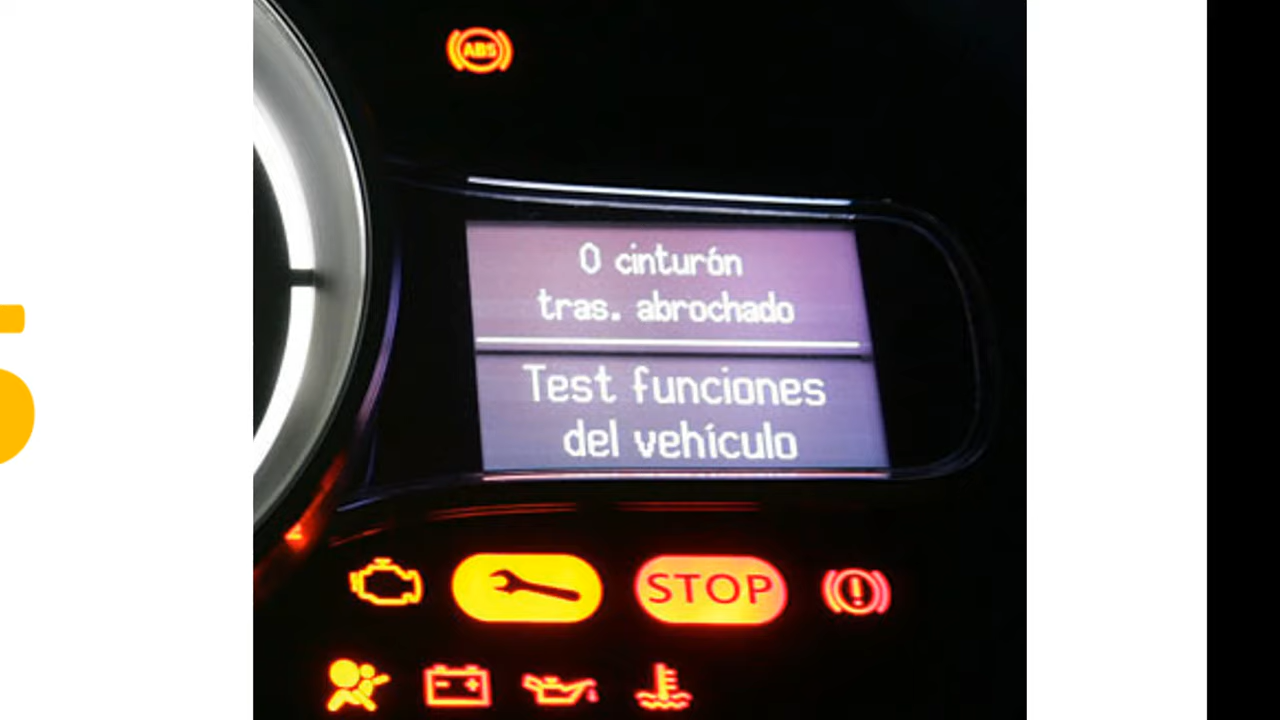 ABS
0 cinturón
tras. abrochado
Test funciones
del vehículo
STOP